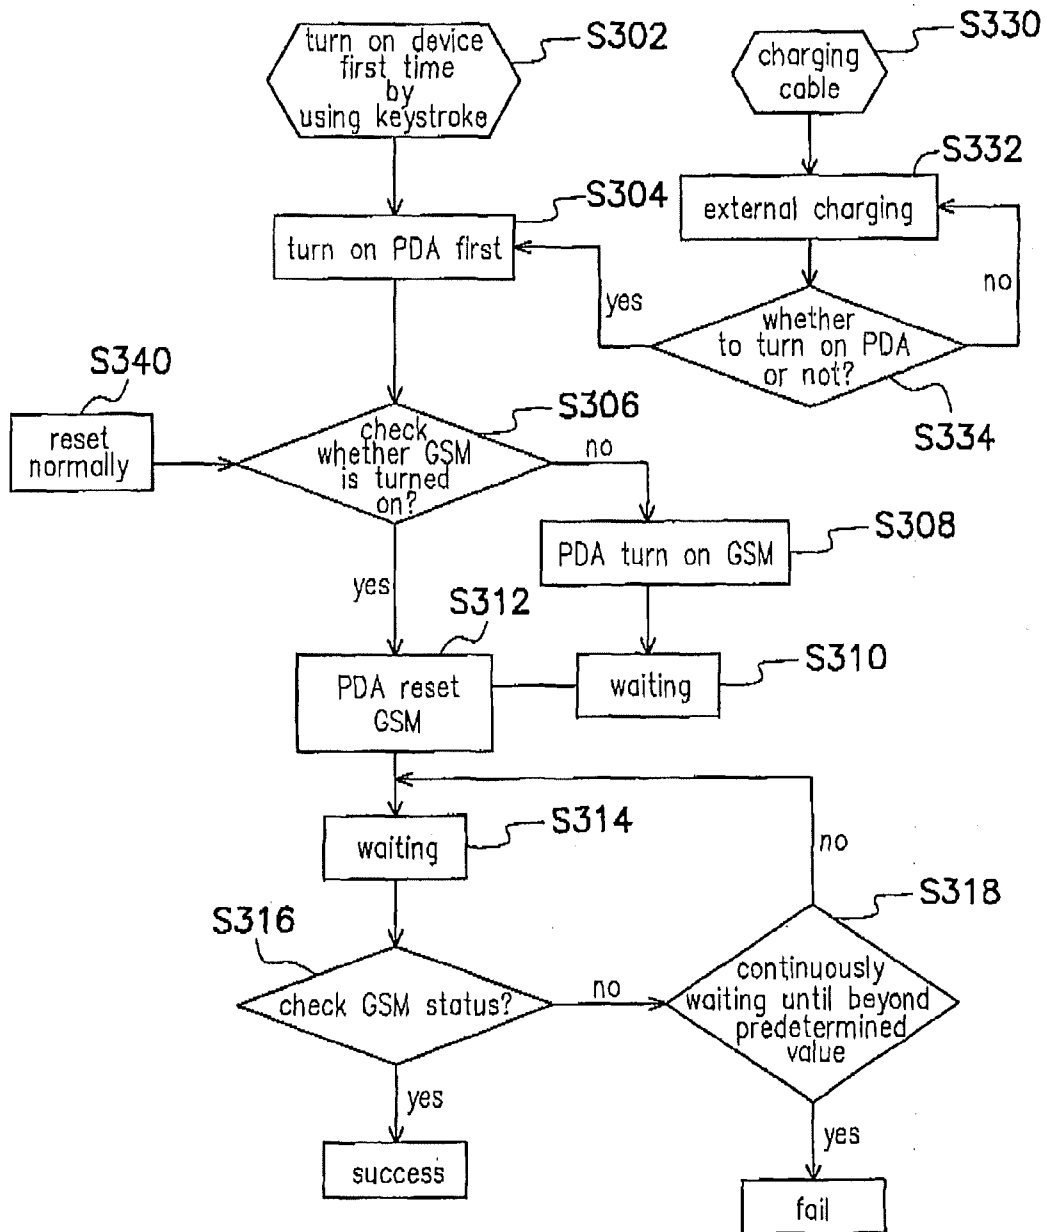 turn on device
first time
by
using keystroke
S302
charging
cable
S330
external charging
S332
turn on PDA first
S304
whether
to turn on PDA
or not?
S334
yes
no
reset
normally
S340
check
whether GSM
is turned
on?
S306
no
yes
PDA turn on GSM
S308
waiting
S310
PDA reset
GSM
S312
waiting
S314
check GSM status?
S316
no
yes
continuously
waiting until beyond
predetermined
value
S318
no
yes
success
fail